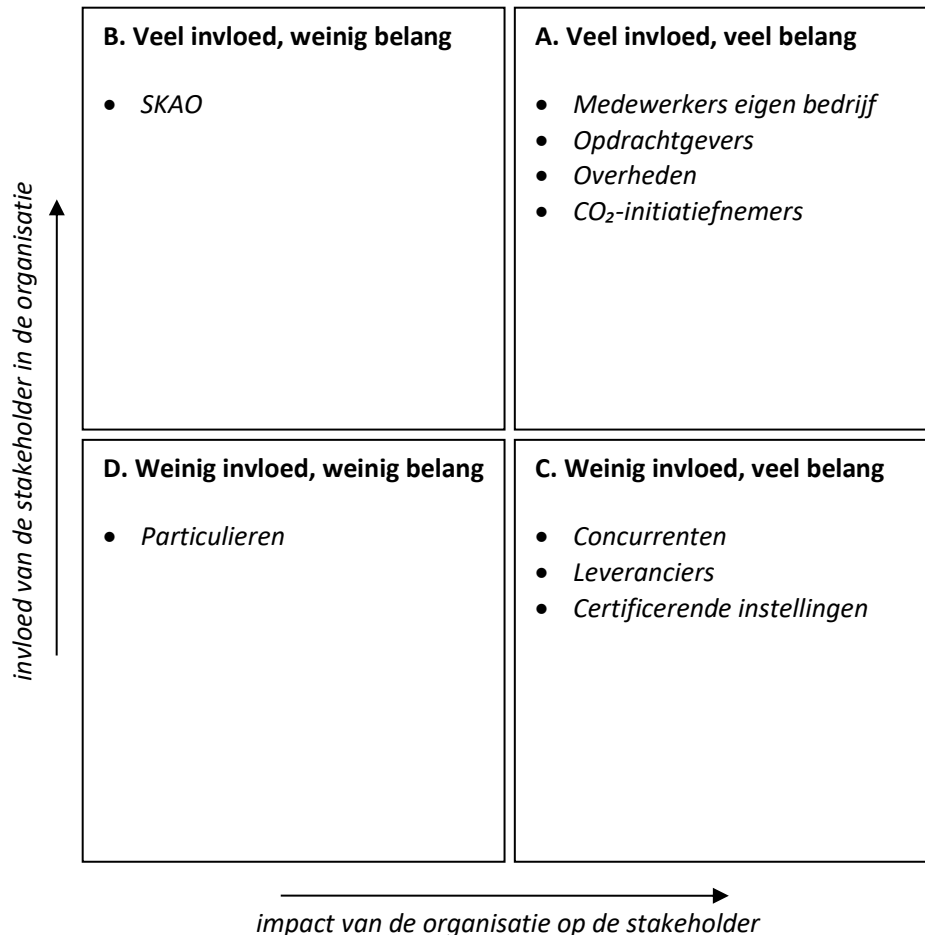 B. Veel invloed, weinig belang
• SKAO
A. Veel invloed, veel belang
• Medewerkers eigen bedrijf
• Opdrachtgevers
• Overheden
• CO₂-initiatiefnemers
D. Weinig invloed, weinig belang
• Particulieren
C. Weinig invloed, veel belang
• Concurrenten
• Leveranciers
• Certificerende instellingen
invloed van de stakeholder in de organisatie
impact van de organisatie op de stakeholder